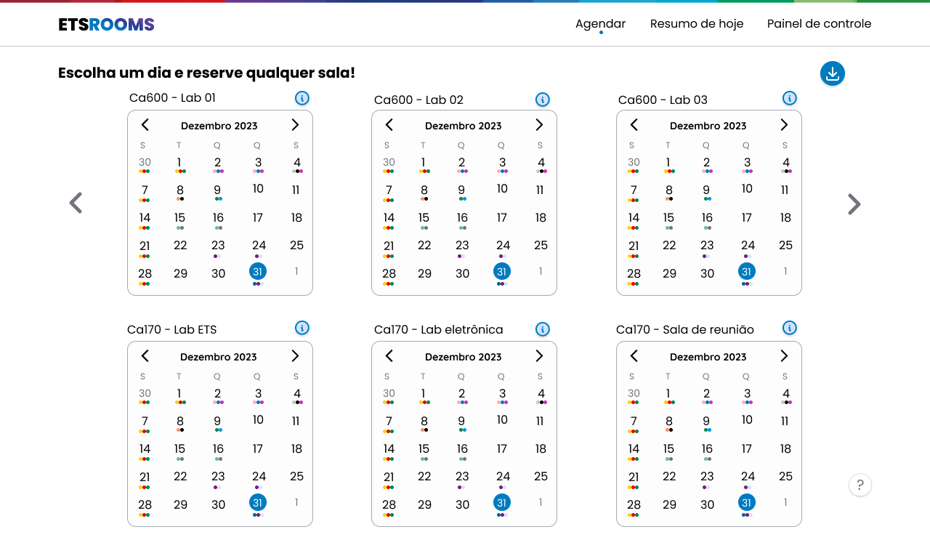 ETSROOMS Agendar Resumo de hoje Painel de controle
Escolha um dia e reserve qualquer sala!
Ca600 - Lab 01
Dezembro 2023
S T Q Q S
30 1 2 3 4
7 8 9 10 11
14 15 16 17 18
21 22 23 24 25
28 29 30 31 1
Ca600 - Lab 02
Dezembro 2023
S T Q Q S
30 1 2 3 4
7 8 9 10 11
14 15 16 17 18
21 22 23 24 25
28 29 30 31 1
Ca600 - Lab 03
Dezembro 2023
S T Q Q S
30 1 2 3 4
7 8 9 10 11
14 15 16 17 18
21 22 23 24 25
28 29 30 31 1
Ca170 - Lab ETS
Dezembro 2023
S T Q Q S
30 1 2 3 4
7 8 9 10 11
14 15 16 17 18
21 22 23 24 25
28 29 30 31 1
Ca170 - Lab eletrônica
Dezembro 2023
S T Q Q S
30 1 2 3 4
7 8 9 10 11
14 15 16 17 18
21 22 23 24 25
28 29 30 31 1
Ca170 - Sala de reunião
Dezembro 2023
S T Q Q S
30 1 2 3 4
7 8 9 10 11
14 15 16 17 18
21 22 23 24 25
28 29 30 31 1
?